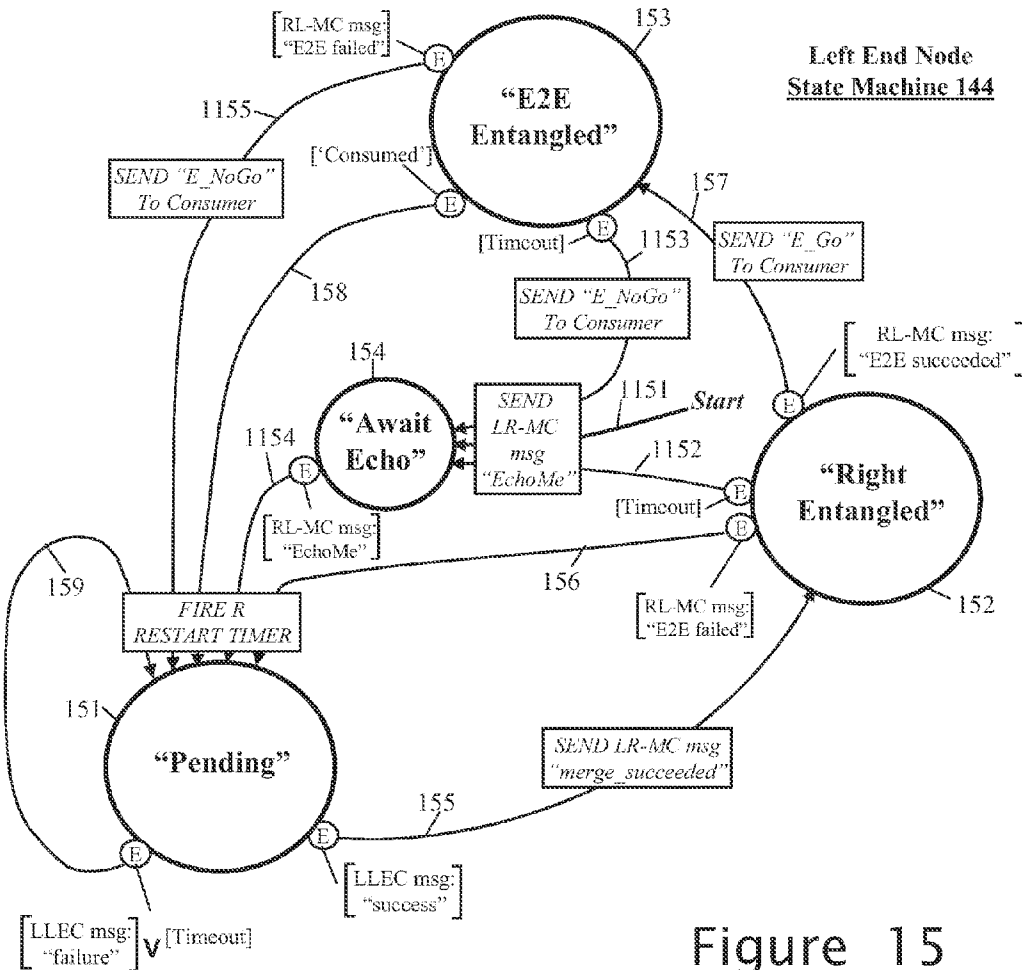 RL-MC msg:
"E2E failed"
153
Left End Node
State Machine 144
E
1155
"E2E
Entangled"
['Consumed']
SEND "E_NoGo"
To Consumer
E
157
[Timeout]
E
1153
SEND "E_Go"
To Consumer
158
SEND "E_NoGo"
To Consumer
RL-MC msg:
"E2E succeeded"
154
E
SEND
LR-MC
msg
"EchoMe"
1151
Start
"Await
Echo"
1154
1152
E
"Right
Entangled"
E
[Timeout]
RL-MC msg:
"EchoMe"
E
159
156
152
FIRE R
RESTART TIMER
RL-MC msg:
"E2E failed"
151
"Pending"
SEND LR-MC msg
"merge_succeeded"
155
E
E
LLEC msg:
"success"
LLEC msg:
"failure"
V
[Timeout]
Figure 15